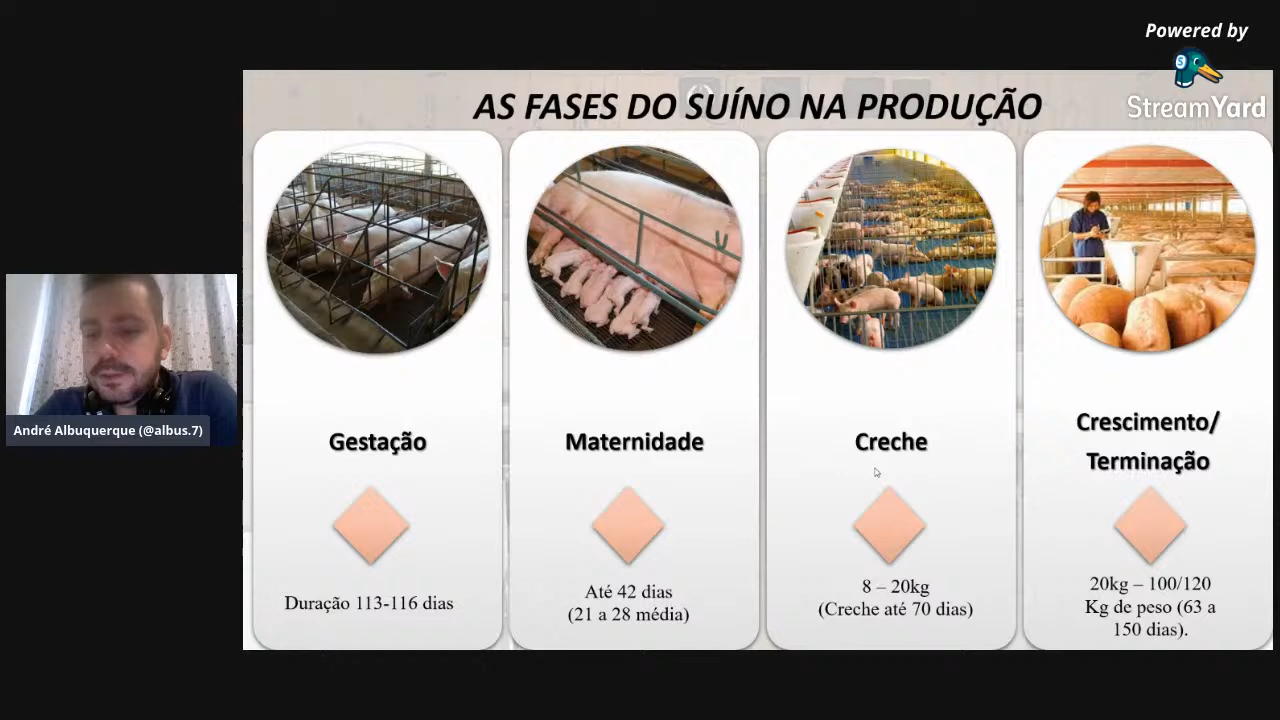 Powered by
StreamYard
AS FASES DO SUÍNO NA PRODUÇÃO
Gestação
Duração 113-116 dias
Maternidade
Até 42 dias
(21 a 28 média)
Creche
8 – 20kg
(Creche até 70 dias)
Crescimento/
Terminação
20kg – 100/120
Kg de peso (63 a
150 dias).
André Albuquerque (@albus.7)